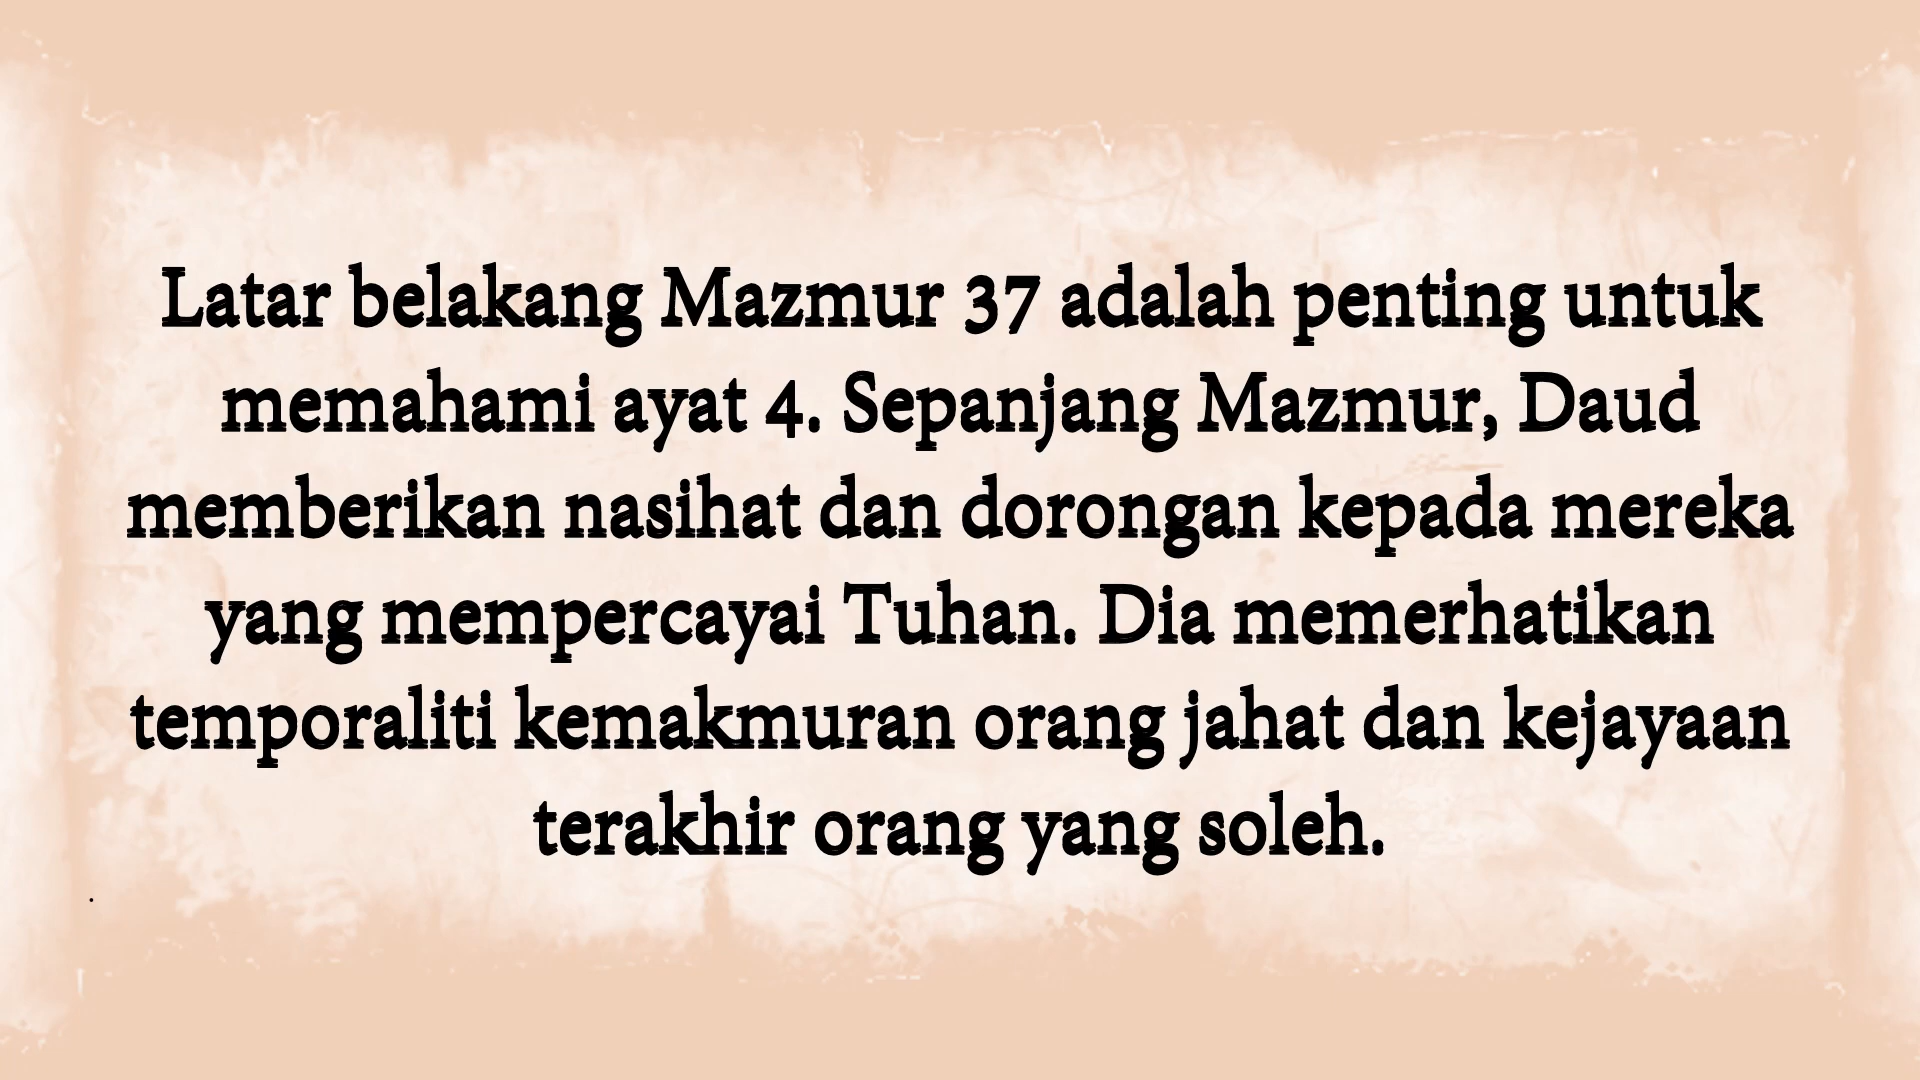 Latar belakang Mazmur 37 adalah penting untuk
memahami ayat 4. Sepanjang Mazmur, Daud
memberikan nasihat dan dorongan kepada mereka
yang mempercayai Tuhan. Dia memerhatikan
temporaliti kemakmuran orang jahat dan kejayaan
terakhir orang yang soleh.
.